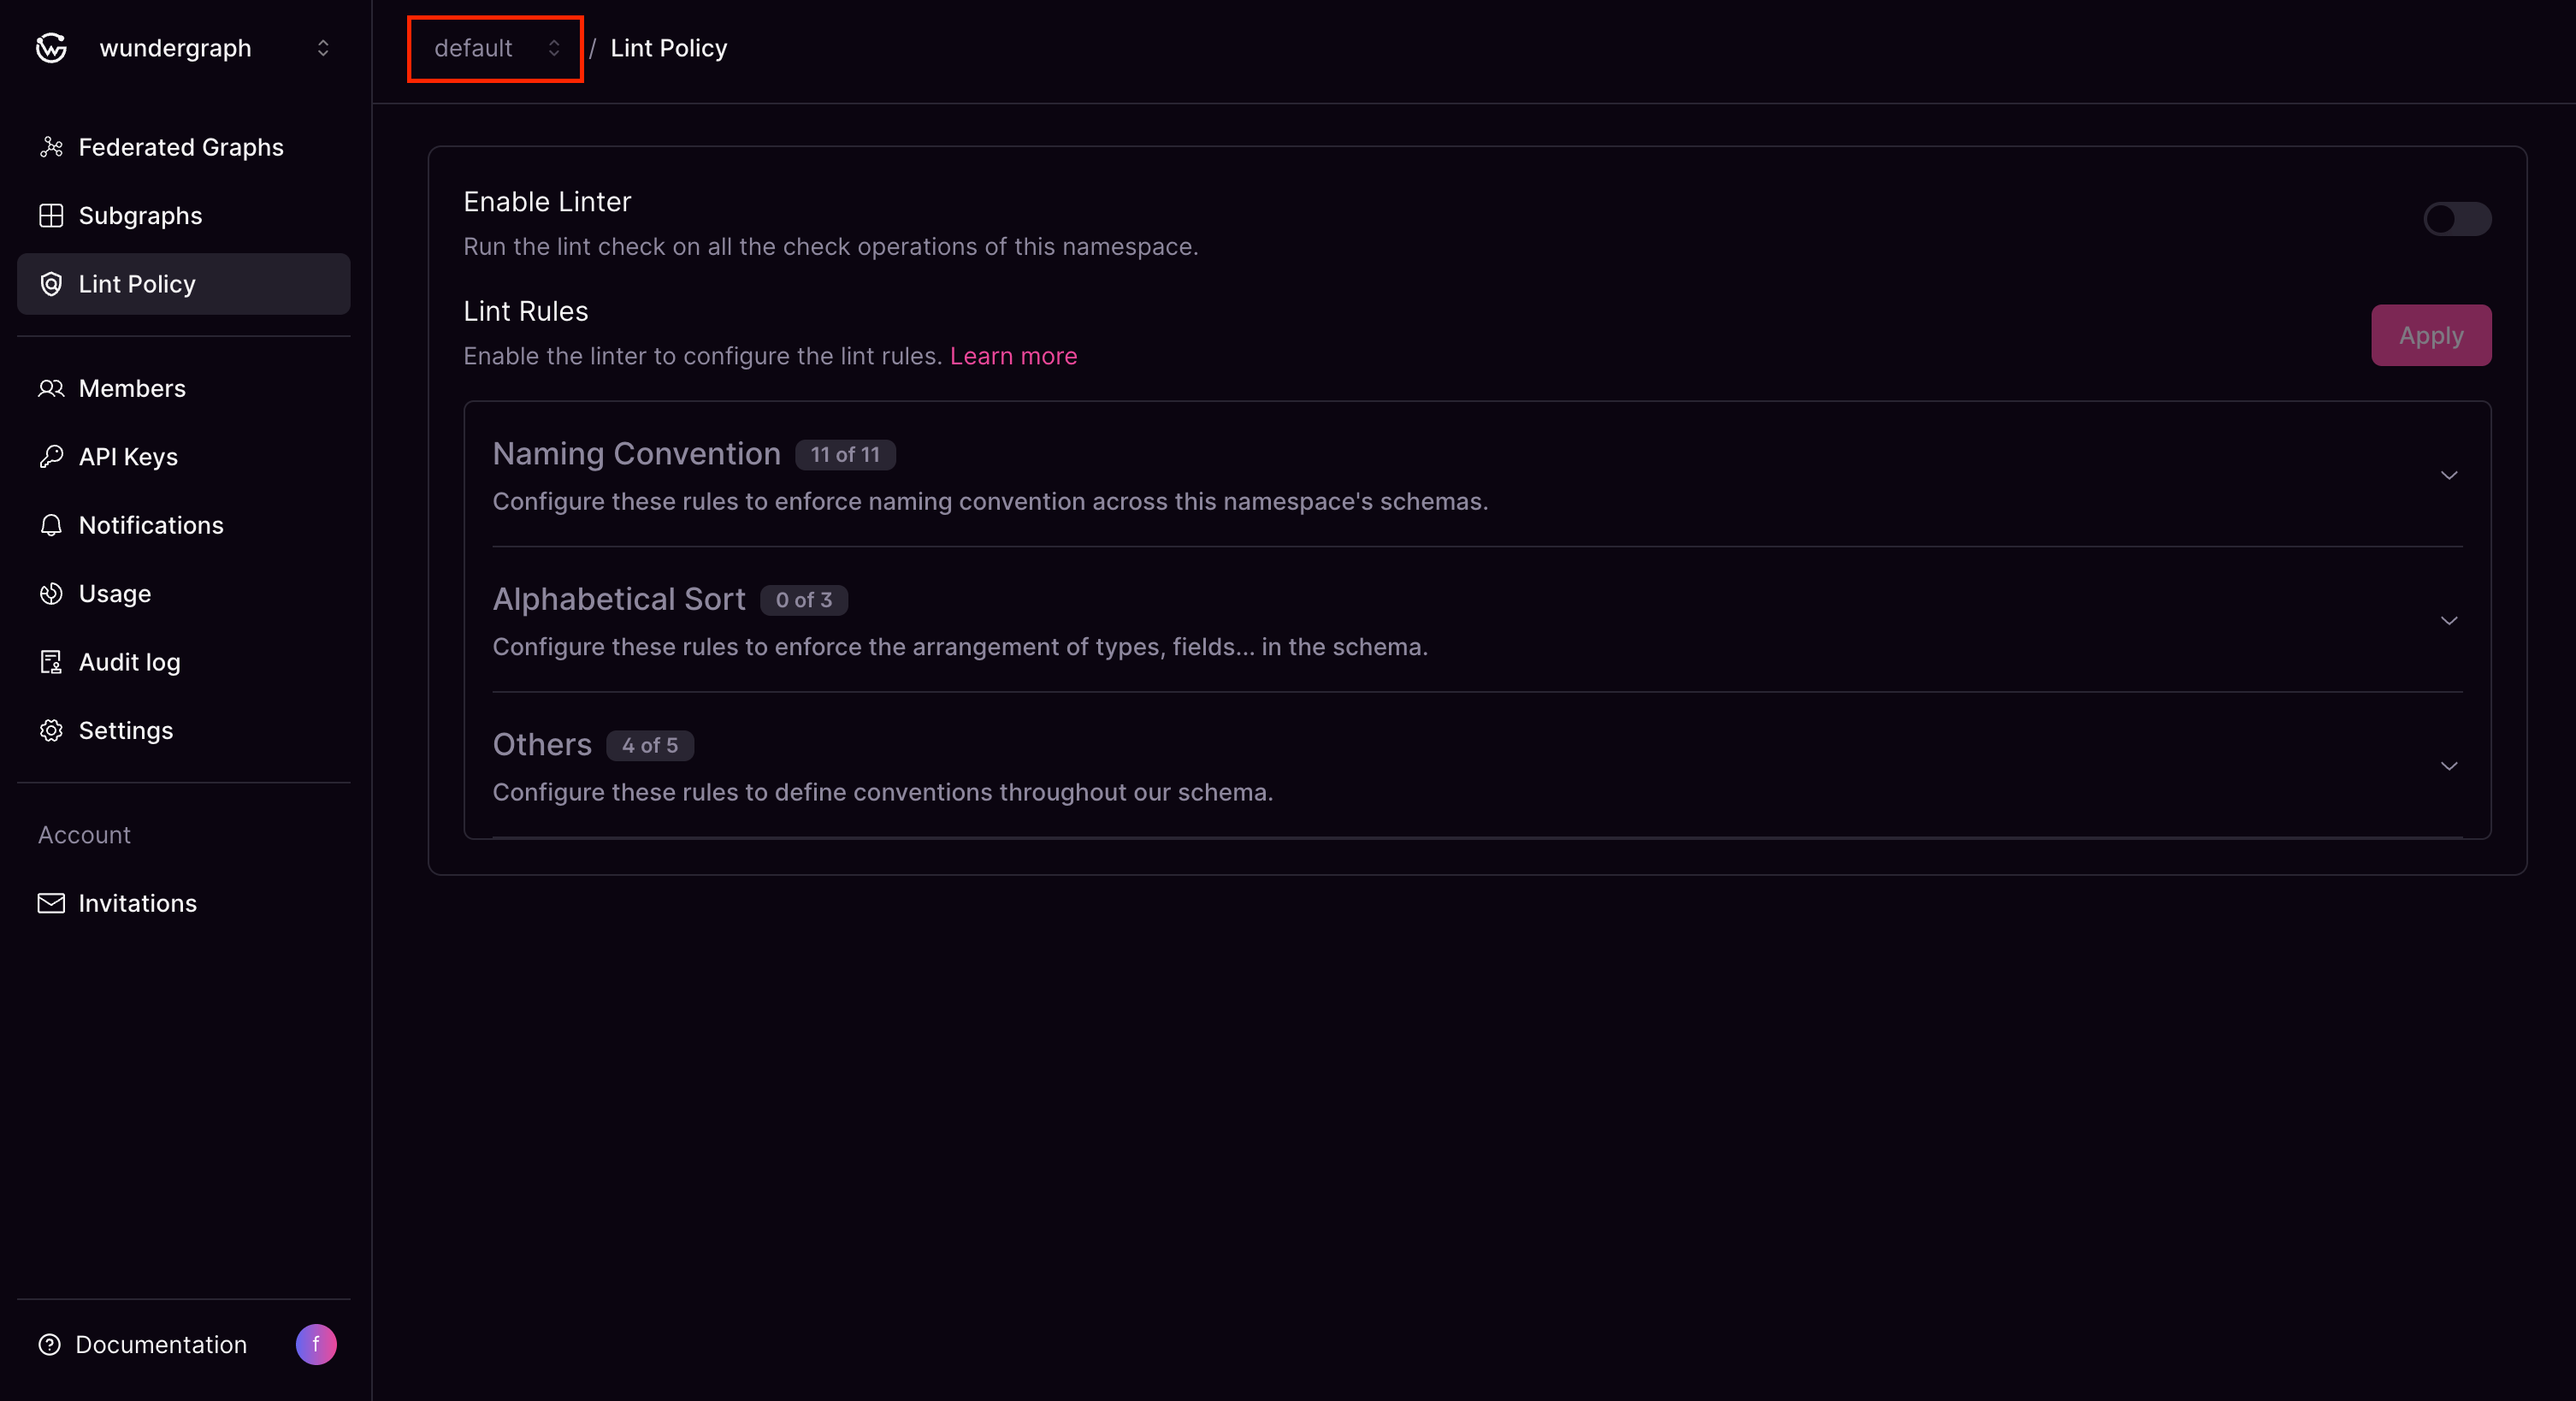 wundergraph
default / Lint Policy
Federated Graphs
Subgraphs
Lint Policy
Members
API Keys
Notifications
Usage
Audit log
Settings
Account
Invitations
Documentation
f
Enable Linter
Run the lint check on all the check operations of this namespace.
Lint Rules
Enable the linter to configure the lint rules. Learn more
Apply
Naming Convention 11 of 11
Configure these rules to enforce naming convention across this namespace's schemas.
Alphabetical Sort 0 of 3
Configure these rules to enforce the arrangement of types, fields... in the schema.
Others 4 of 5
Configure these rules to define conventions throughout our schema.